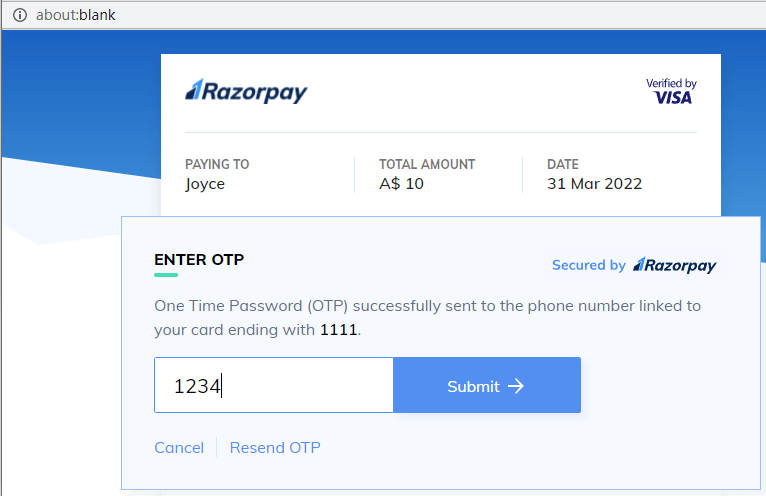 about:blank
Razorpay
Verified by
VISA
PAYING TO
Joyce
TOTAL AMOUNT
A$ 10
DATE
31 Mar 2022
ENTER OTP
Secured by Razorpay
One Time Password (OTP) successfully sent to the phone number linked to
your card ending with 1111.
1234
Submit →
Cancel
Resend OTP